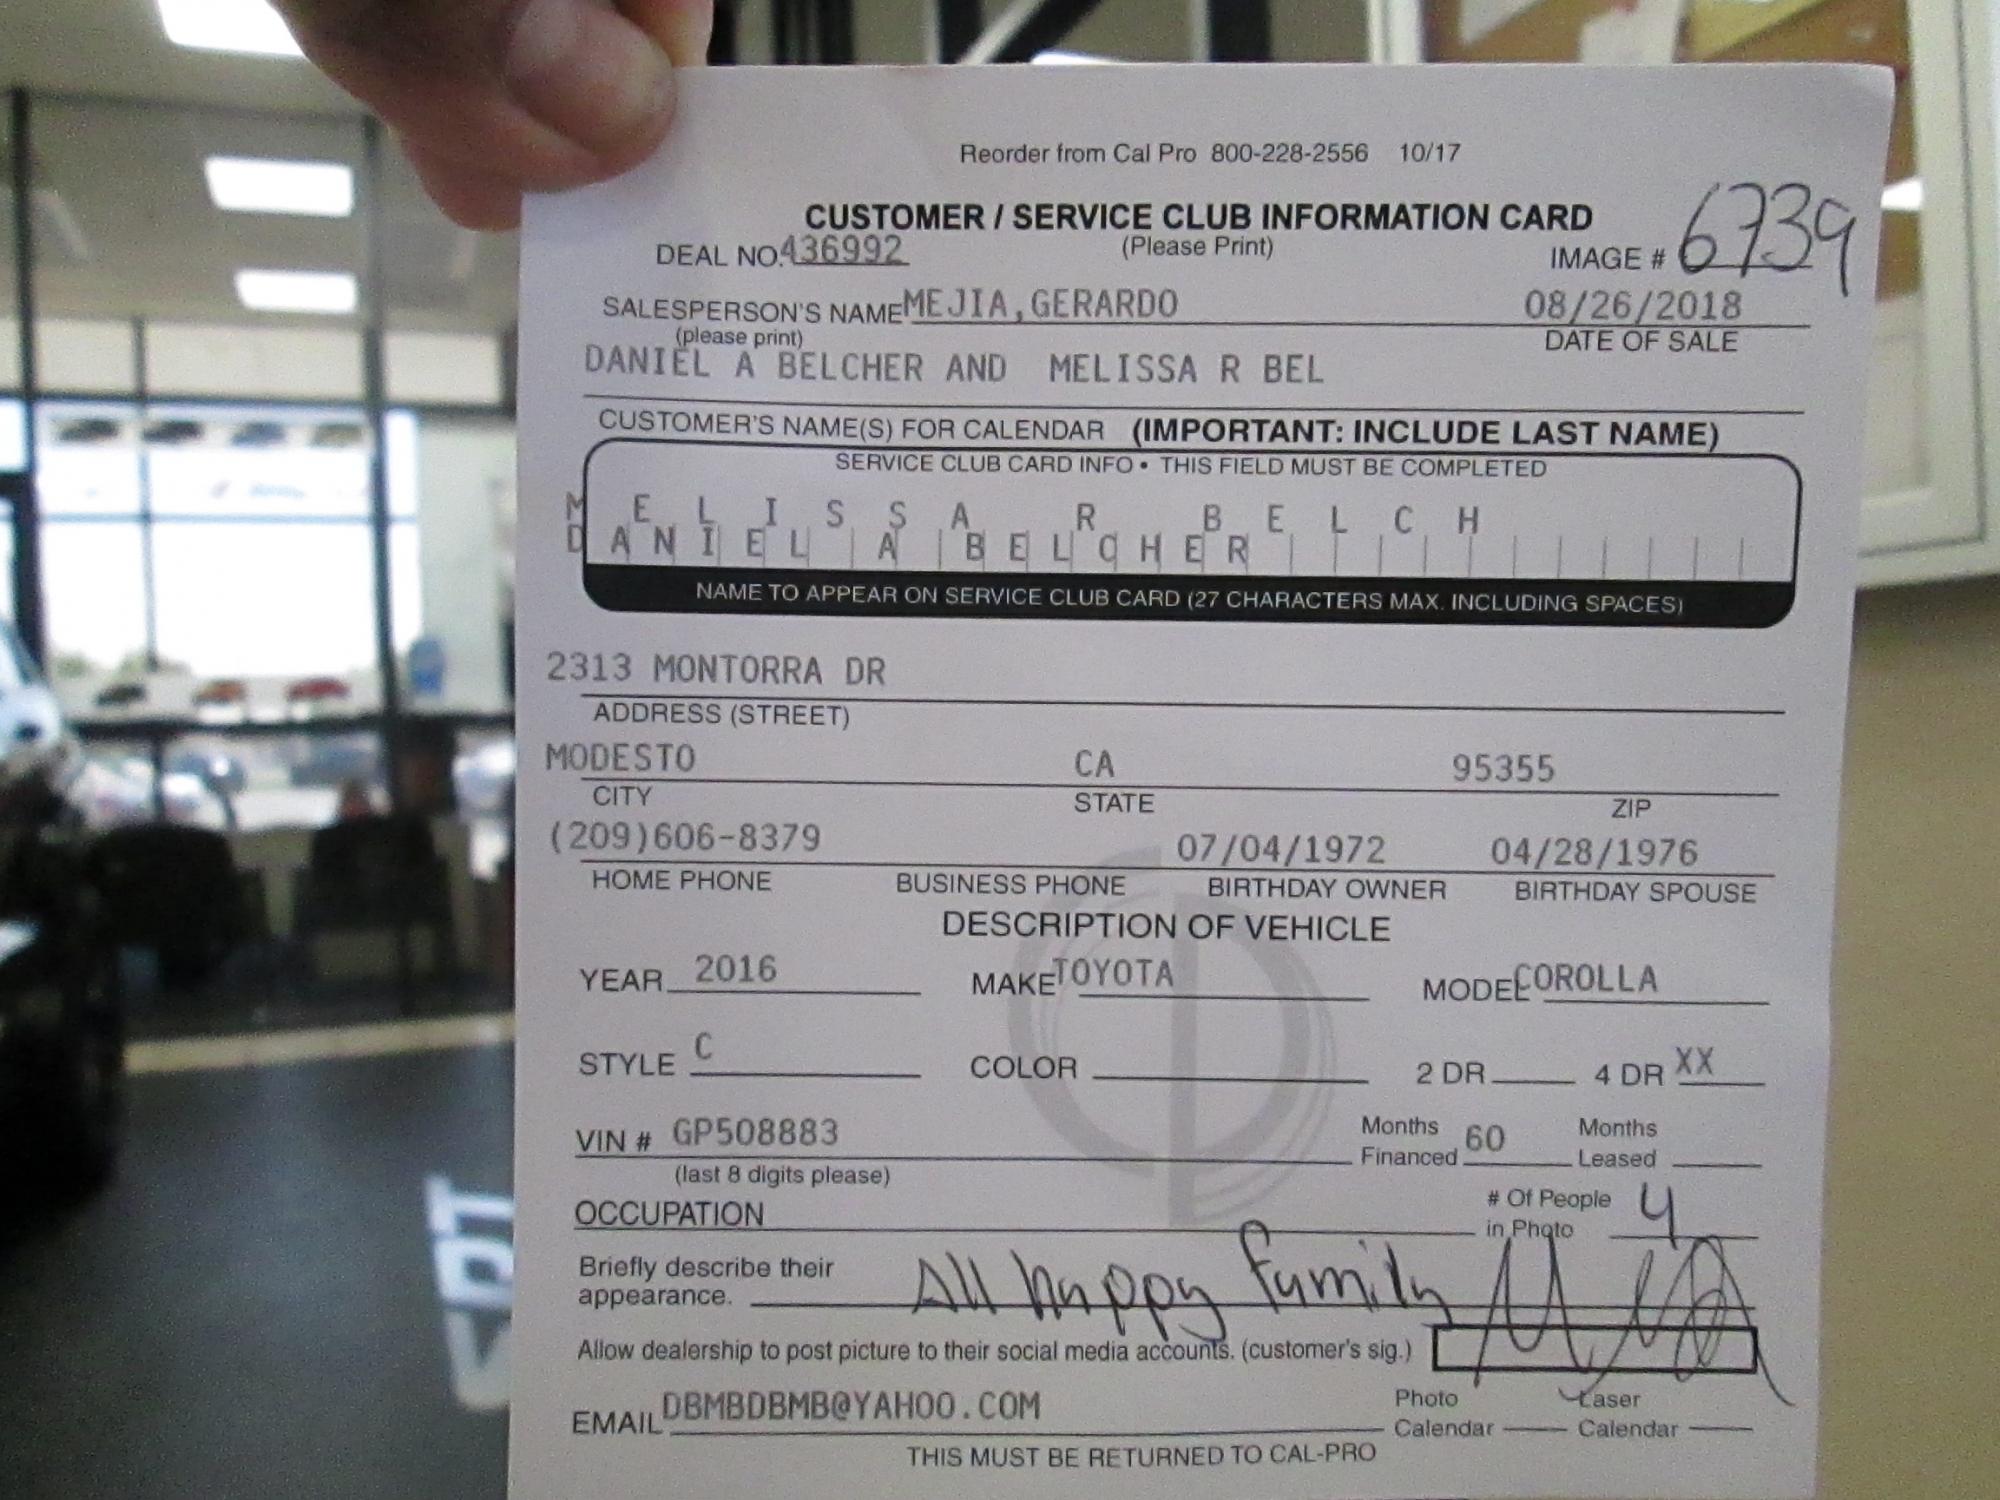 Reorder from Cal Pro 800-228-2556 10/17
CUSTOMER / SERVICE CLUB INFORMATION CARD
(Please Print)
DEAL NO. 436992 IMAGE # 6739
SALESPERSON'S NAME MEJIA,GERARDO 08/26/2018
(please print) DATE OF SALE
DANIEL A BELCHER AND MELISSA R BEL
CUSTOMER'S NAME(S) FOR CALENDAR (IMPORTANT: INCLUDE LAST NAME)
SERVICE CLUB CARD INFO • THIS FIELD MUST BE COMPLETED
MELISSA R BELCH
DANIEL A BELCHER
NAME TO APPEAR ON SERVICE CLUB CARD (27 CHARACTERS MAX. INCLUDING SPACES)
2313 MONTORRA DR
ADDRESS (STREET)
MODESTO CA 95355
CITY STATE ZIP
(209)606-8379 07/04/1972 04/28/1976
HOME PHONE BUSINESS PHONE BIRTHDAY OWNER BIRTHDAY SPOUSE
DESCRIPTION OF VEHICLE
YEAR 2016 MAKE TOYOTA MODEL COROLLA
STYLE C COLOR 2 DR 4 DR XX
VIN # GP508883 Months Financed 60 Months Leased
(last 8 digits please)
OCCUPATION # Of People in Photo 4
Briefly describe their appearance. All happy family
Allow dealership to post picture to their social media accounts. (customer's sig.)
EMAIL DBMBDBMB@YAHOO.COM Photo Calendar Laser Calendar
THIS MUST BE RETURNED TO CAL-PRO